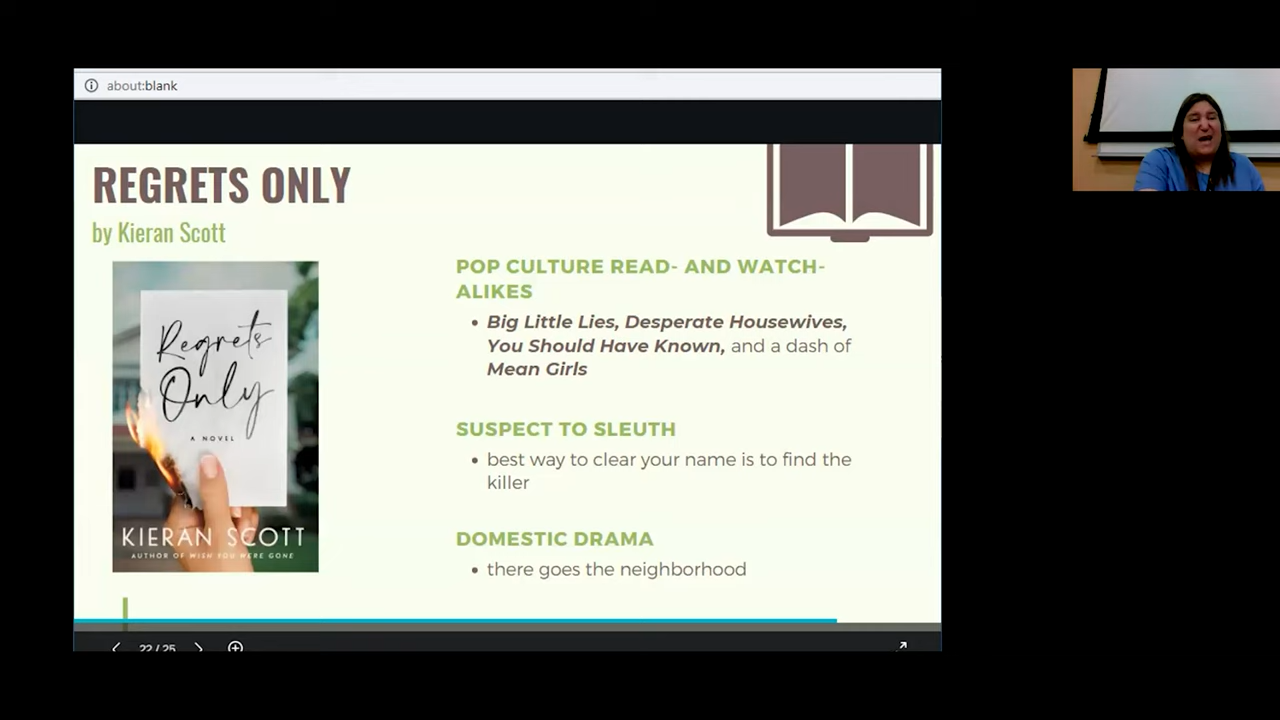 about:blank
REGRETS ONLY
by Kieran Scott
Regrets
Only
A NOVEL
KIERAN SCOTT
AUTHOR OF WISH YOU WERE GONE
POP CULTURE READ- AND WATCH-
ALIKES
• Big Little Lies, Desperate Housewives,
You Should Have Known, and a dash of
Mean Girls
SUSPECT TO SLEUTH
• best way to clear your name is to find the
killer
DOMESTIC DRAMA
• there goes the neighborhood
22 / 25